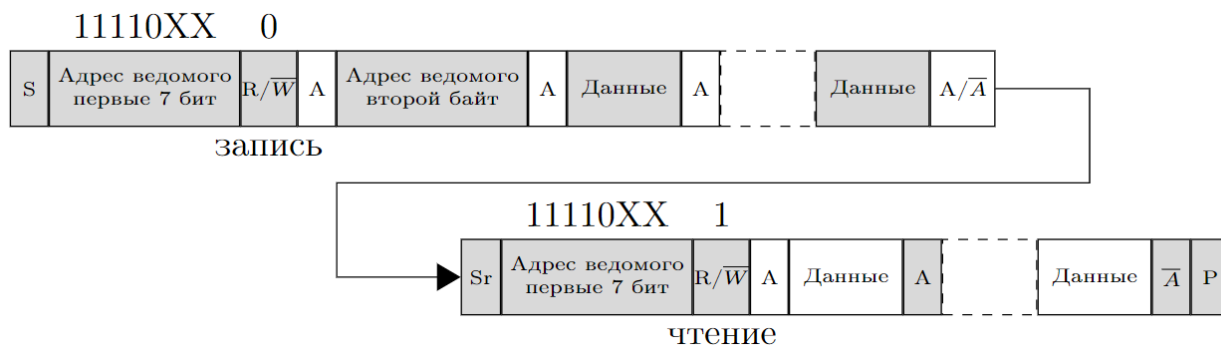 11110XX 0
S Адрес ведомого первые 7 бит R/W̅ A Адрес ведомого второй байт A Данные A Данные A/A̅
запись
11110XX 1
Sr Адрес ведомого первые 7 бит R/W̅ A Данные A Данные A̅ P
чтение